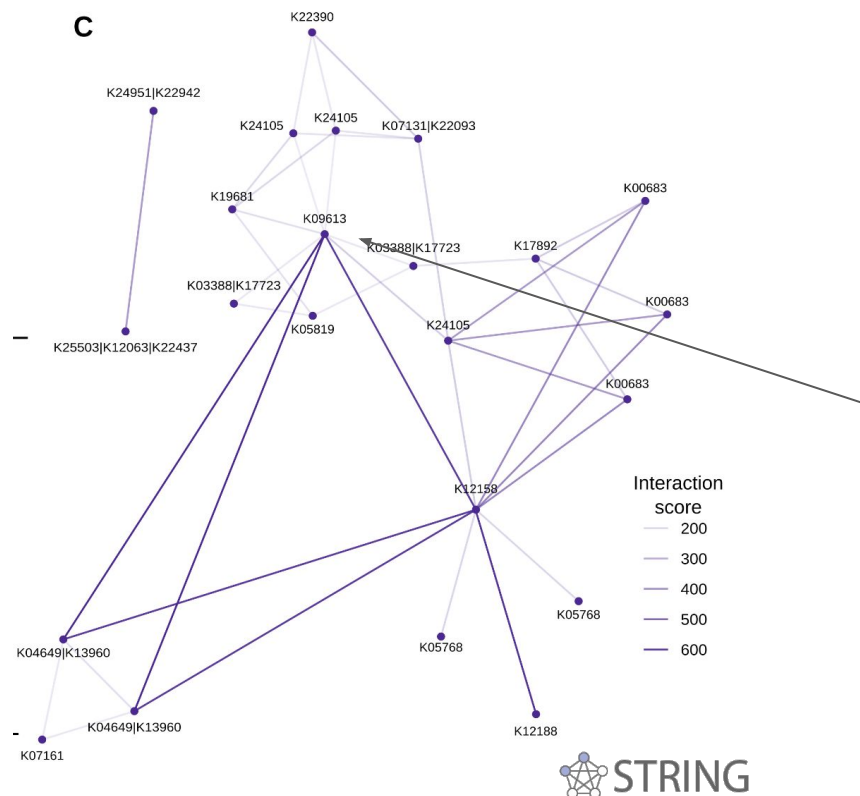 C
K22390
K24951|K22942
K24105
K24105
K07131|K22093
K19681
K00683
K09613
K03388|K17723
K17892
K03388|K17723
K00683
K05819
K24105
K25503|K12063|K22437
K00683
K12158
Interaction
score
200
300
400
500
600
K05768
K05768
K04649|K13960
K04649|K13960
K12188
K07161
STRING